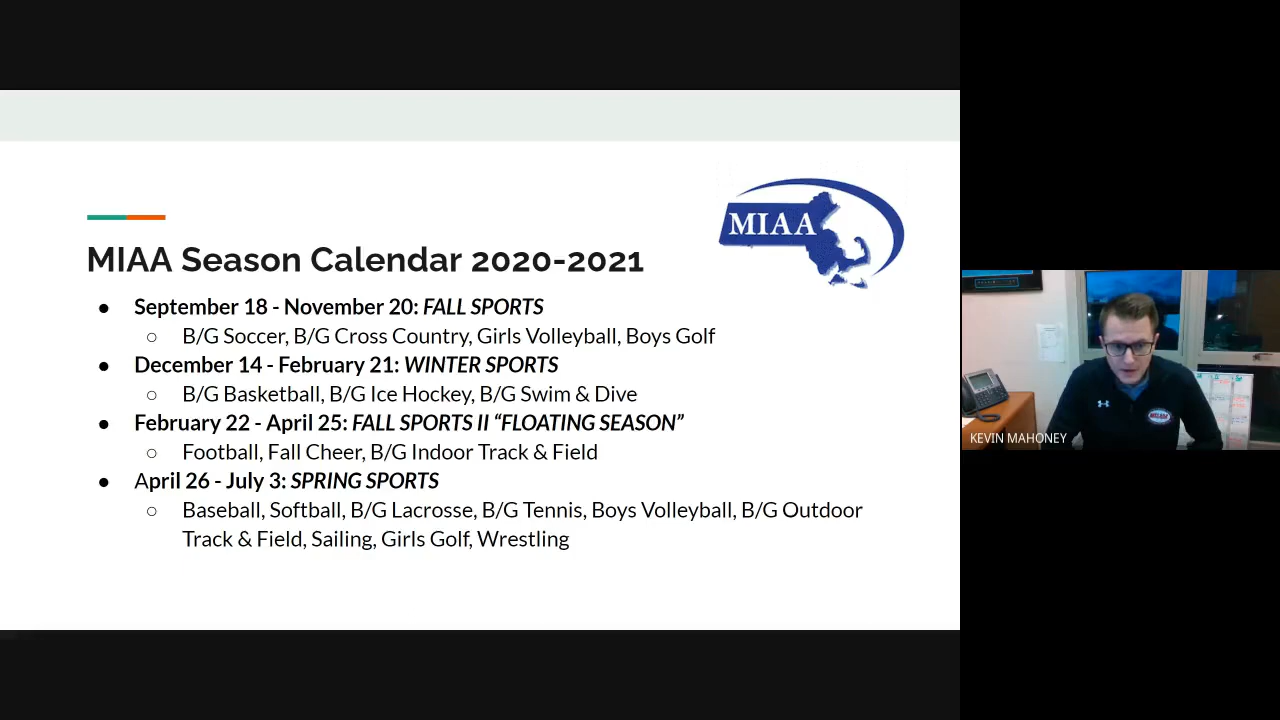 MIAA
MIAA Season Calendar 2020-2021
● September 18 - November 20: FALL SPORTS
○ B/G Soccer, B/G Cross Country, Girls Volleyball, Boys Golf
● December 14 - February 21: WINTER SPORTS
○ B/G Basketball, B/G Ice Hockey, B/G Swim & Dive
● February 22 - April 25: FALL SPORTS II “FLOATING SEASON”
○ Football, Fall Cheer, B/G Indoor Track & Field
● April 26 - July 3: SPRING SPORTS
○ Baseball, Softball, B/G Lacrosse, B/G Tennis, Boys Volleyball, B/G Outdoor
Track & Field, Sailing, Girls Golf, Wrestling
KEVIN MAHONEY